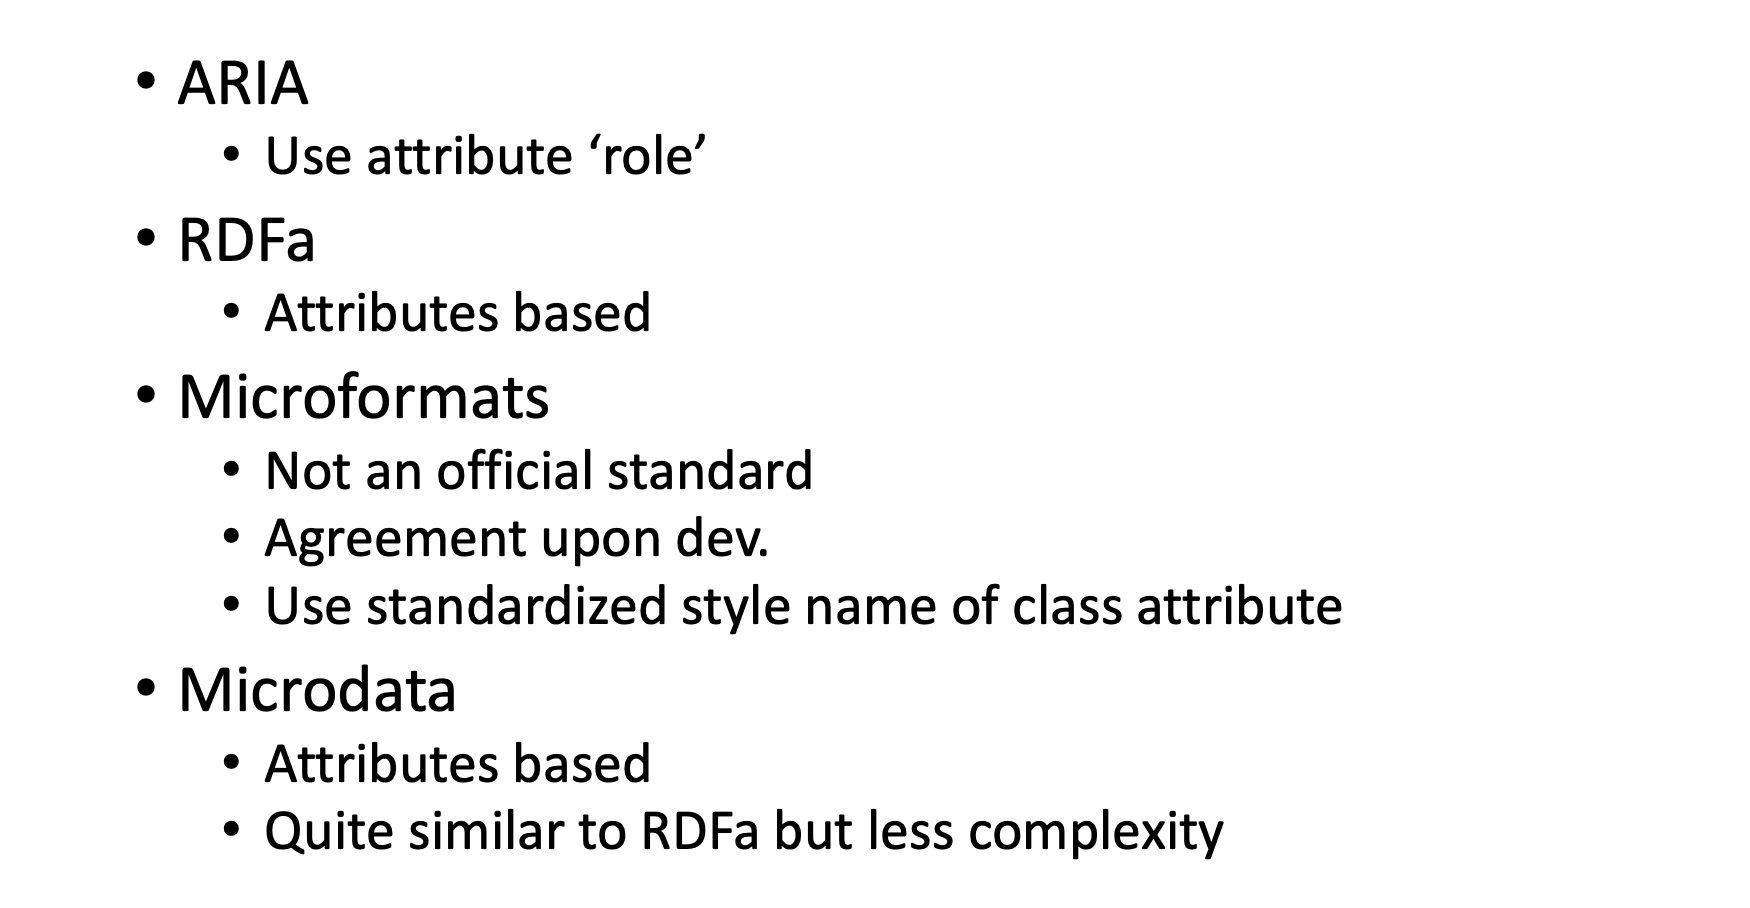 • ARIA
• Use attribute ‘role’
• RDFa
• Attributes based
• Microformats
• Not an official standard
• Agreement upon dev.
• Use standardized style name of class attribute
• Microdata
• Attributes based
• Quite similar to RDFa but less complexity